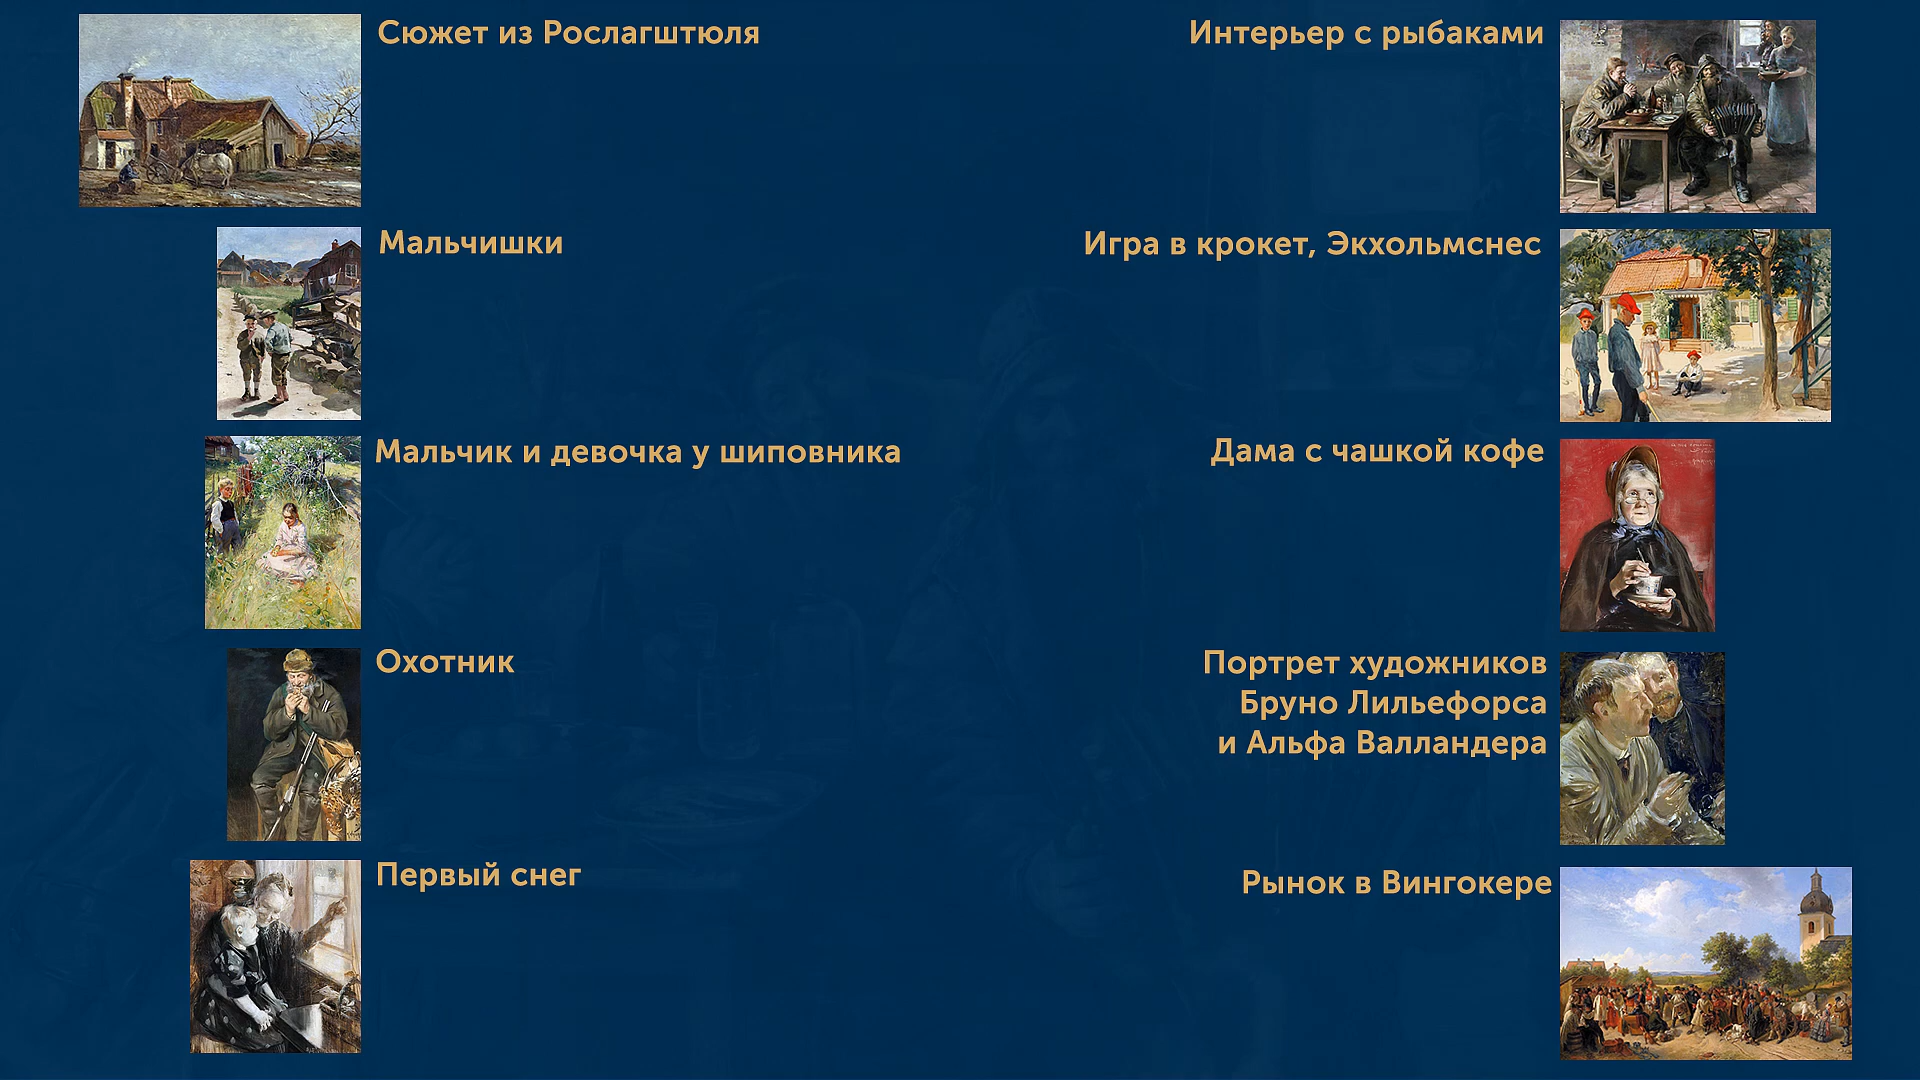 Сюжет из Рослагштюля
Мальчишки
Мальчик и девочка у шиповника
Охотник
Первый снег
Интерьер с рыбаками
Игра в крокет, Экхольмснес
Дама с чашкой кофе
Портрет художников
Бруно Лильефорса
и Альфа Валландера
Рынок в Вингокере